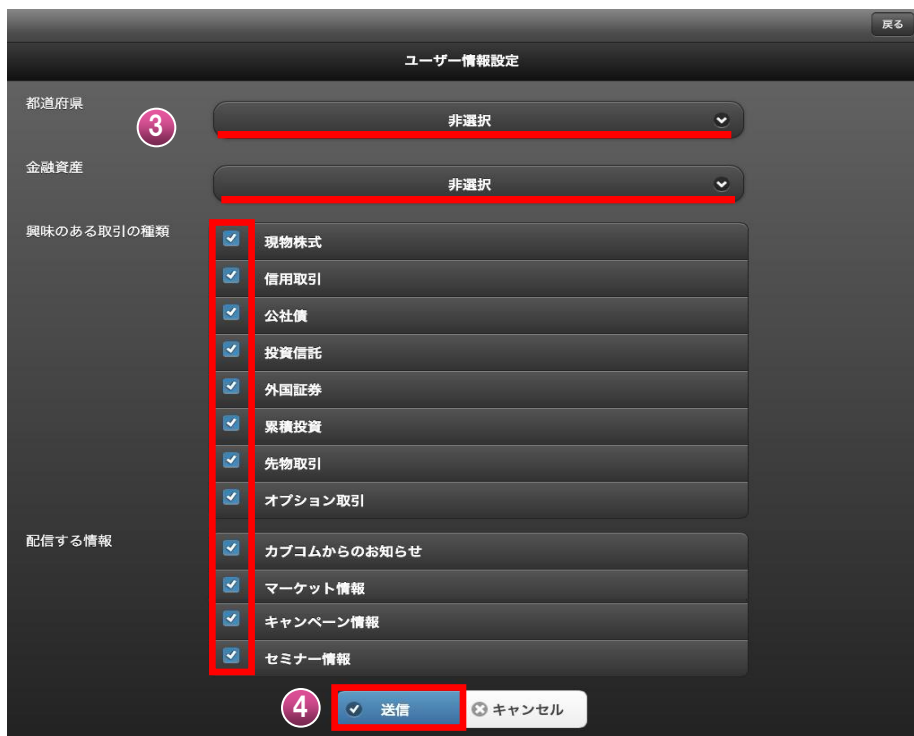 戻る
ユーザー情報設定
都道府県
3
非選択
金融資産
非選択
興味のある取引の種類
現物株式
信用取引
公社債
投資信託
外国証券
累積投資
先物取引
オプション取引
配信する情報
カブコムからのお知らせ
マーケット情報
キャンペーン情報
セミナー情報
4
送信
キャンセル